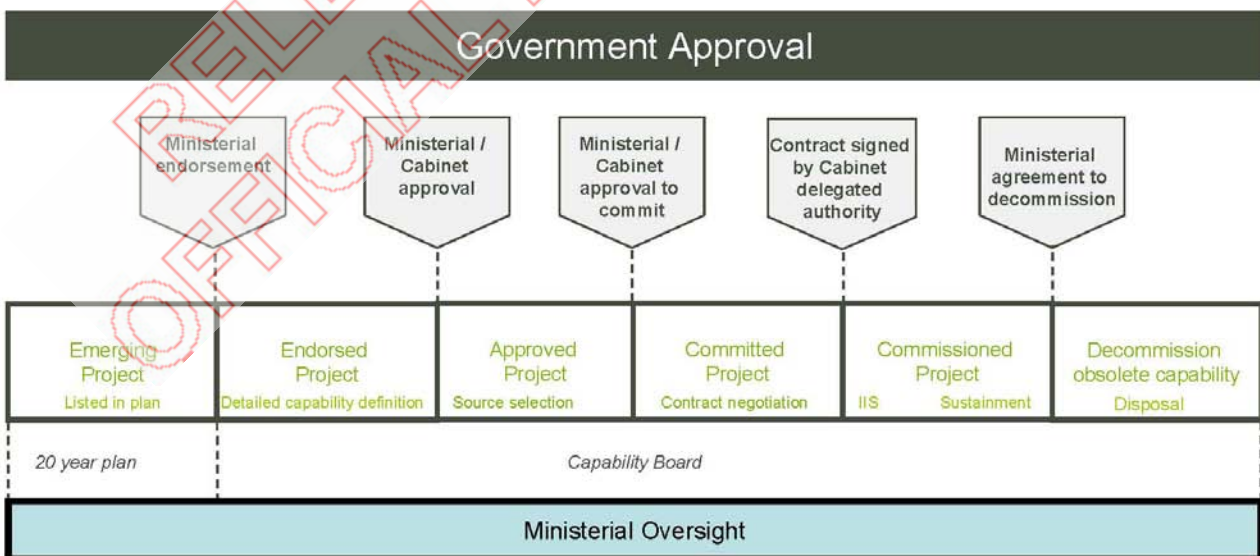 Government Approval
Ministerial
endorsement
Ministerial /
Cabinet
approval
Ministerial /
Cabinet
approval to
commit
Contract signed
by Cabinet
delegated
authority
Ministerial
agreement to
decommission
Emerging
Project
Listed in plan
Endorsed
Project
Detailed capability definition
Approved
Project
Source selection
Committed
Project
Contract negotiation
Commissioned
Project
IIS Sustainment
Decommission
obsolete capability
Disposal
20 year plan
Capability Board
Ministerial Oversight
OFFICIAL